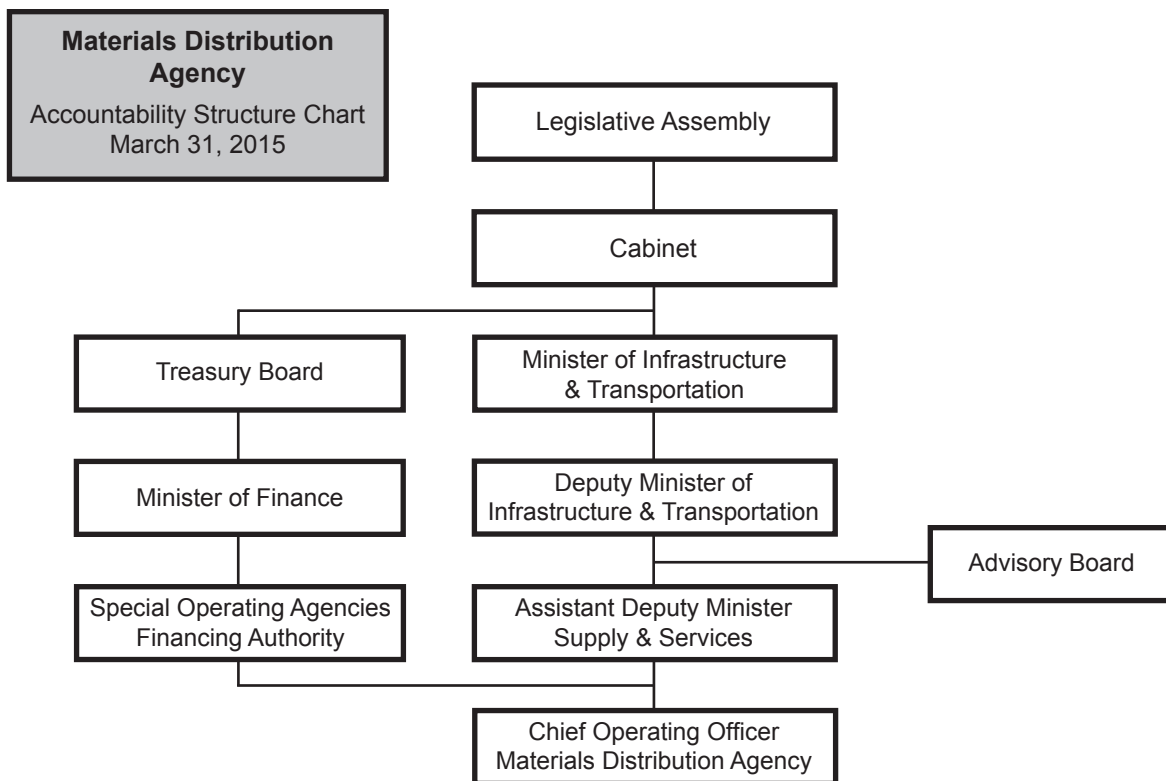 Materials Distribution
Agency
Accountability Structure Chart
March 31, 2015
Legislative Assembly
Cabinet
Treasury Board
Minister of Infrastructure
& Transportation
Minister of Finance
Deputy Minister of
Infrastructure & Transportation
Advisory Board
Special Operating Agencies
Financing Authority
Assistant Deputy Minister
Supply & Services
Chief Operating Officer
Materials Distribution Agency